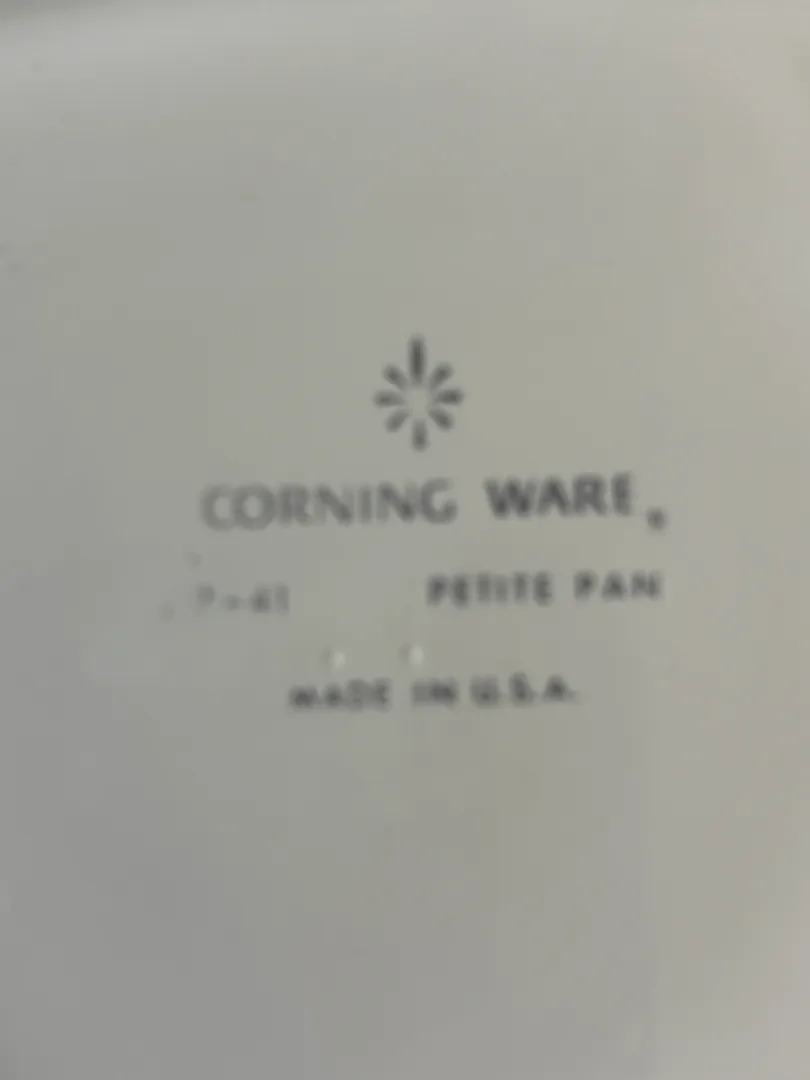 CORNING WARE ®
PETITE PAN
MADE IN U.S.A.